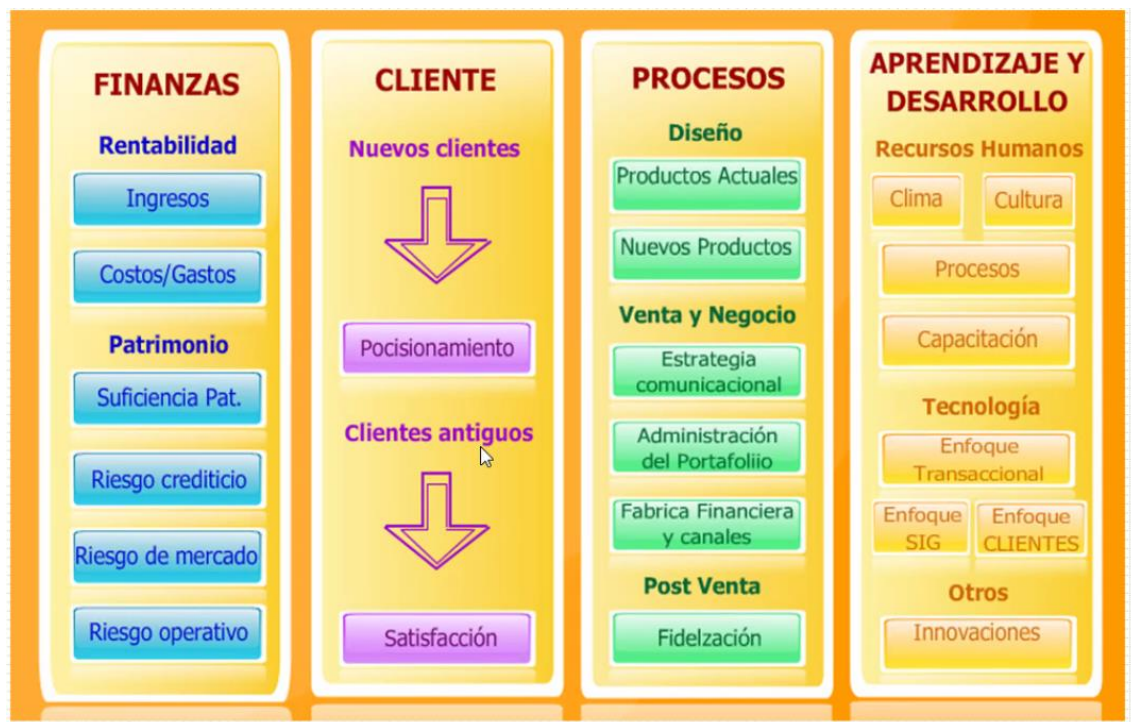 FINANZAS
Rentabilidad
Ingresos
Costos/Gastos
Patrimonio
Suficiencia Pat.
Riesgo crediticio
Riesgo de mercado
Riesgo operativo
CLIENTE
Nuevos clientes
Pocisionamiento
Clientes antiguos
Satisfacción
PROCESOS
Diseño
Productos Actuales
Nuevos Productos
Venta y Negocio
Estrategia
comunicacional
Administración
del Portafoliio
Fabrica Financiera
y canales
Post Venta
Fidelzación
APRENDIZAJE Y
DESARROLLO
Recursos Humanos
Clima
Cultura
Procesos
Capacitación
Tecnología
Enfoque
Transaccional
Enfoque
SIG
Enfoque
CLIENTES
Otros
Innovaciones